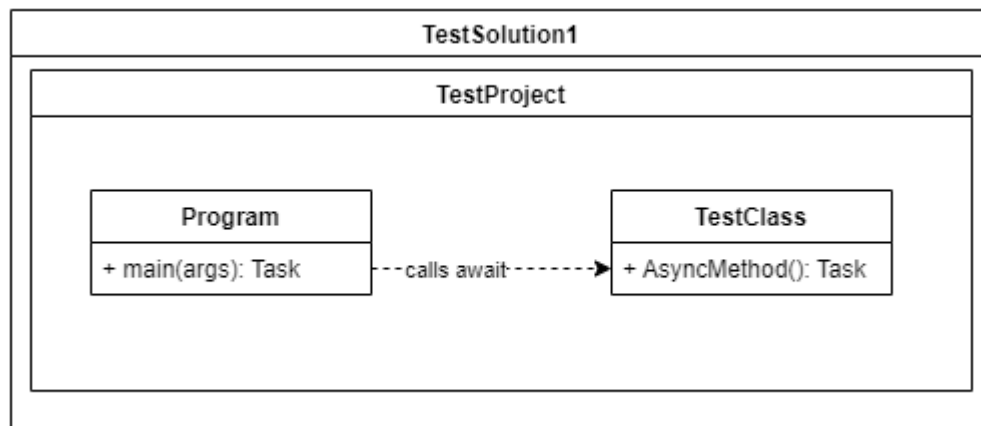 TestSolution1
TestProject
Program
+ main(args): Task
calls await
TestClass
+ AsyncMethod(): Task